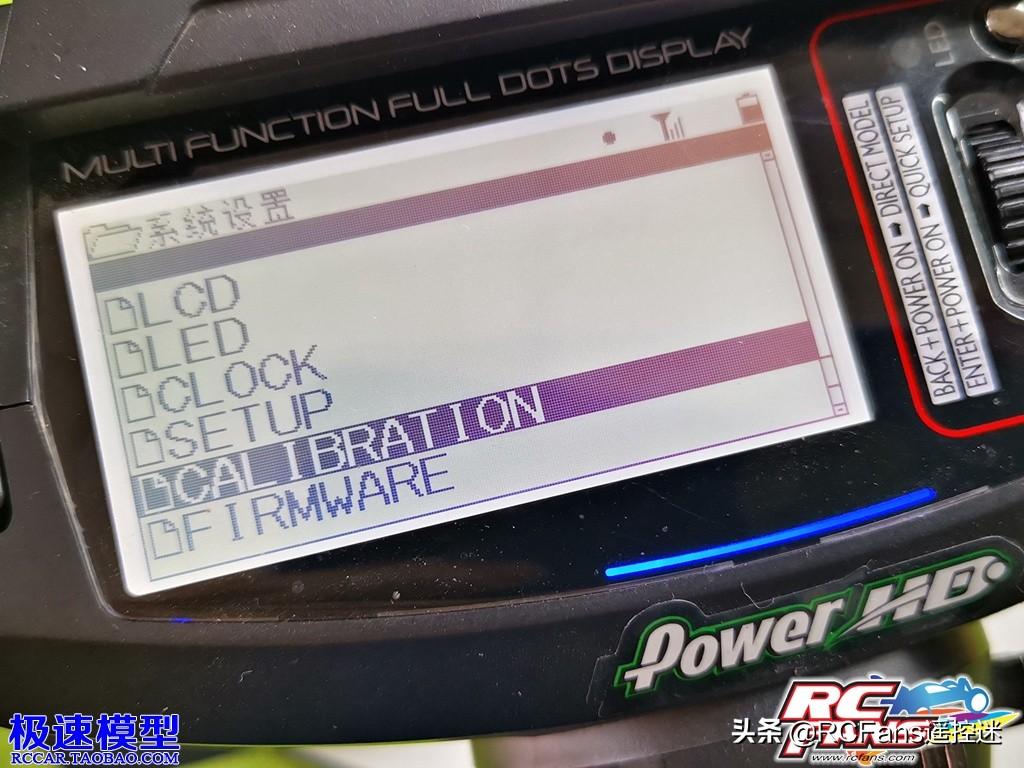 MULTI FUNCTION FULL DOTS DISPLAY
LED
系统设置
LCD
LED
CLOCK
SETUP
CALIBRATION
FIRMWARE
BACK+POWER ON ➡ DIRECT MODEL
ENTER+POWER ON ➡ QUICK SETUP
Power HD
极速模型
RCCAR.TAOBAO.COM
RC FANS
www.rcfans.com
头条 @RCFans遥控迷